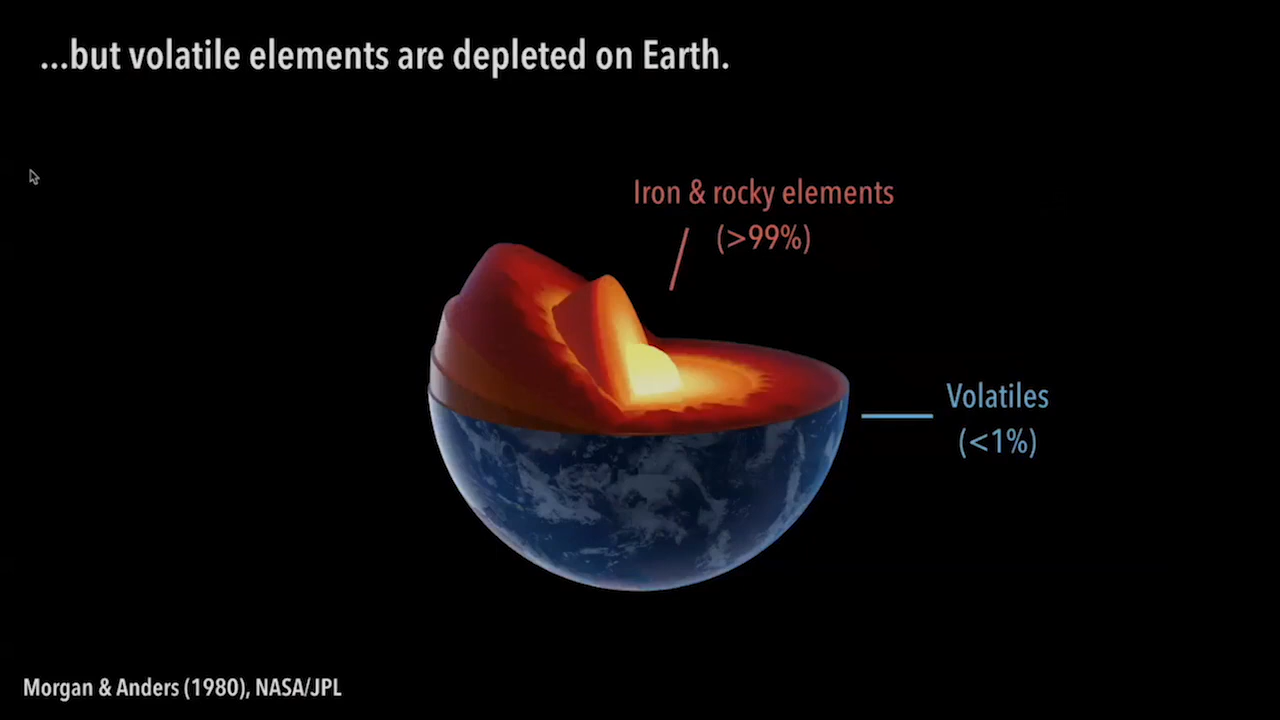 ...but volatile elements are depleted on Earth.
Iron & rocky elements
(>99%)
Volatiles
(<1%)
Morgan & Anders (1980), NASA/JPL